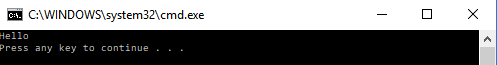 C:\WINDOWS\system32\cmd.exe
Hello
Press any key to continue . . .